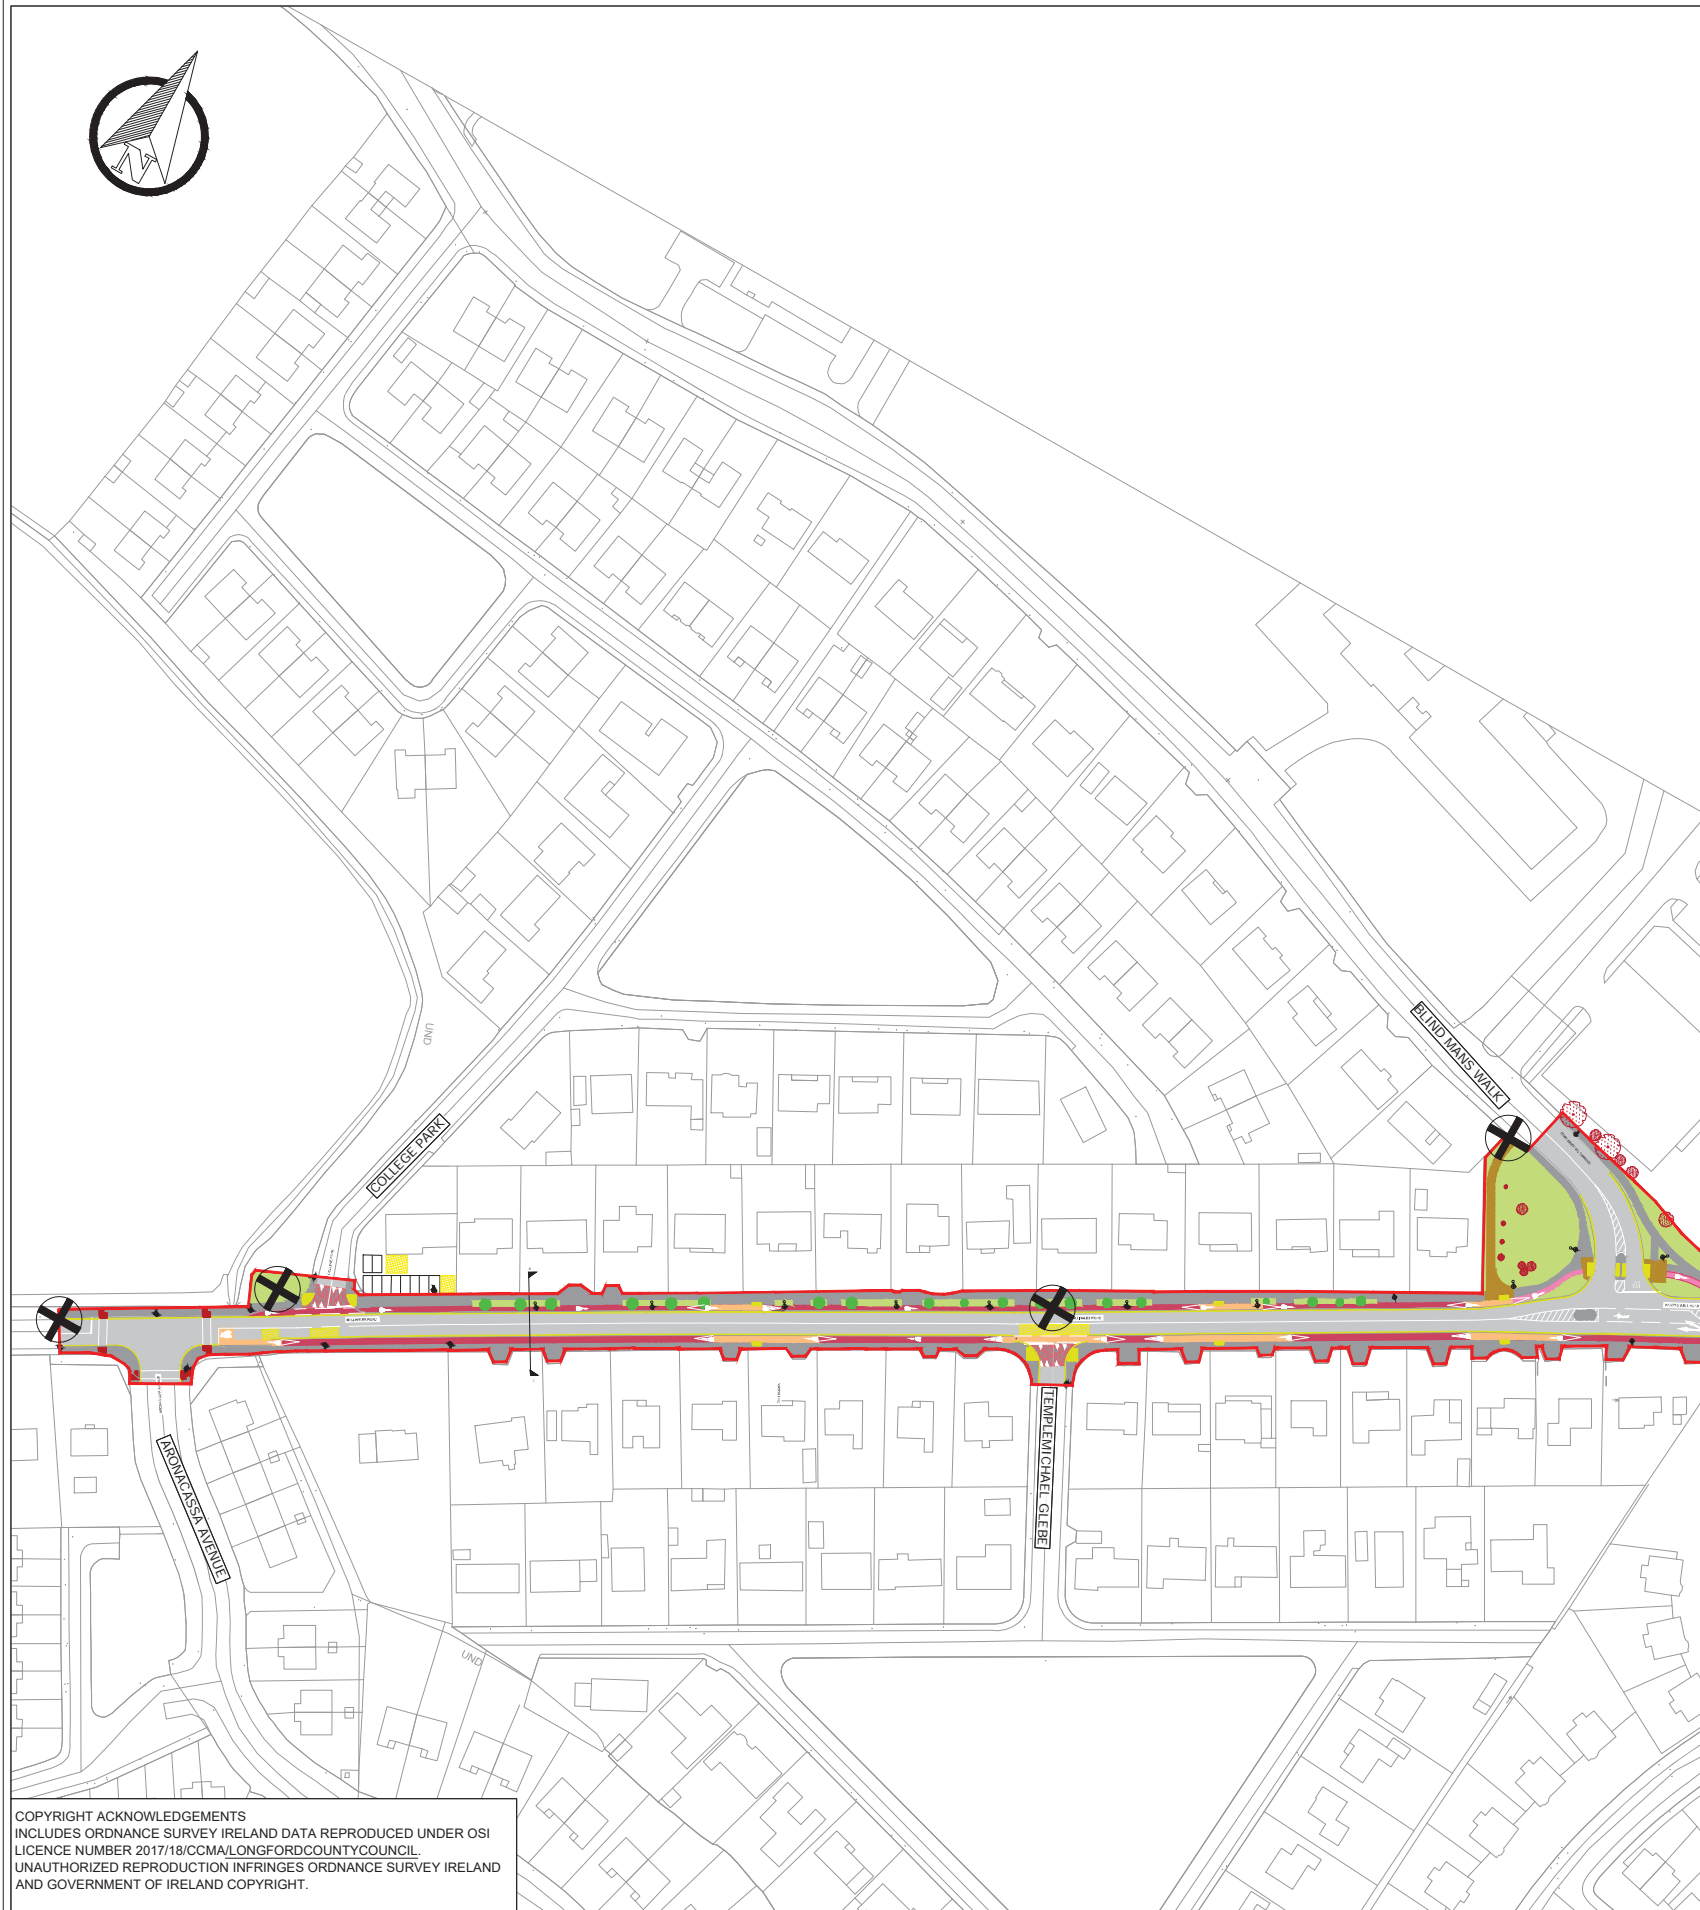 N
UND
BLIND MANS WALK
COLLEGE PARK
TEMPLEMICHAEL GLEBE
ARONACASSA AVENUE
UND
COPYRIGHT ACKNOWLEDGEMENTS
INCLUDES ORDNANCE SURVEY IRELAND DATA REPRODUCED UNDER OSI
LICENCE NUMBER 2017/18/CCMA/LONGFORDCOUNTYCOUNCIL.
UNAUTHORIZED REPRODUCTION INFRINGES ORDNANCE SURVEY IRELAND
AND GOVERNMENT OF IRELAND COPYRIGHT.